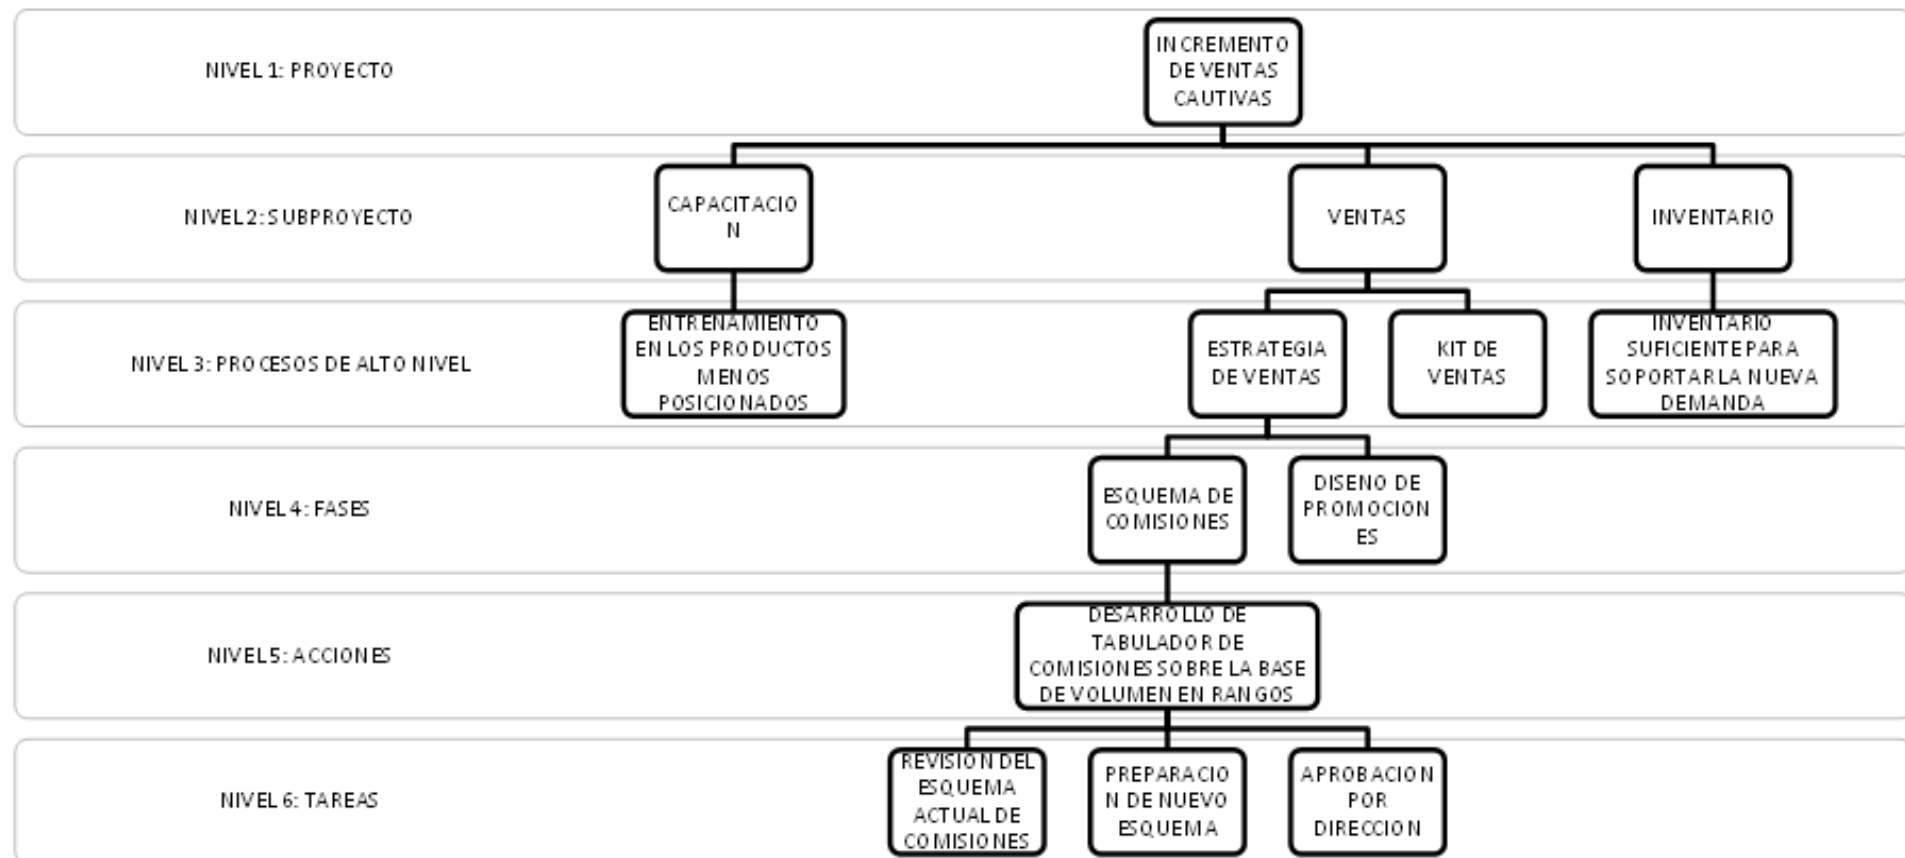 NIVEL 1: PROYECTO
INCREMENTO
DE VENTAS
CAUTIVAS
NIVEL 2: SUBPROYECTO
CAPACITACIO
N
VENTAS
INVENTARIO
NIVEL 3: PROCESOS DE ALTO NIVEL
ENTRENAMIENTO
EN LOS PRODUCTOS
MENOS
POSICIONADOS
ESTRATEGIA
DE VENTAS
KIT DE
VENTAS
INVENTARIO
SUFICIENTE PARA
SOPORTAR LA NUEVA
DEMANDA
NIVEL 4: FASES
ESQUEMA DE
COMISIONES
DISENO DE
PROMOCION
ES
NIVEL 5: ACCIONES
DESARROLLO DE
TABULADOR DE
COMISIONES SOBRE LA BASE
DE VOLUMEN EN RANGOS
NIVEL 6: TAREAS
REVISION DEL
ESQUEMA
ACTUAL DE
COMISIONES
PREPARACIO
N DE NUEVO
ESQUEMA
APROBACION
POR
DIRECCION